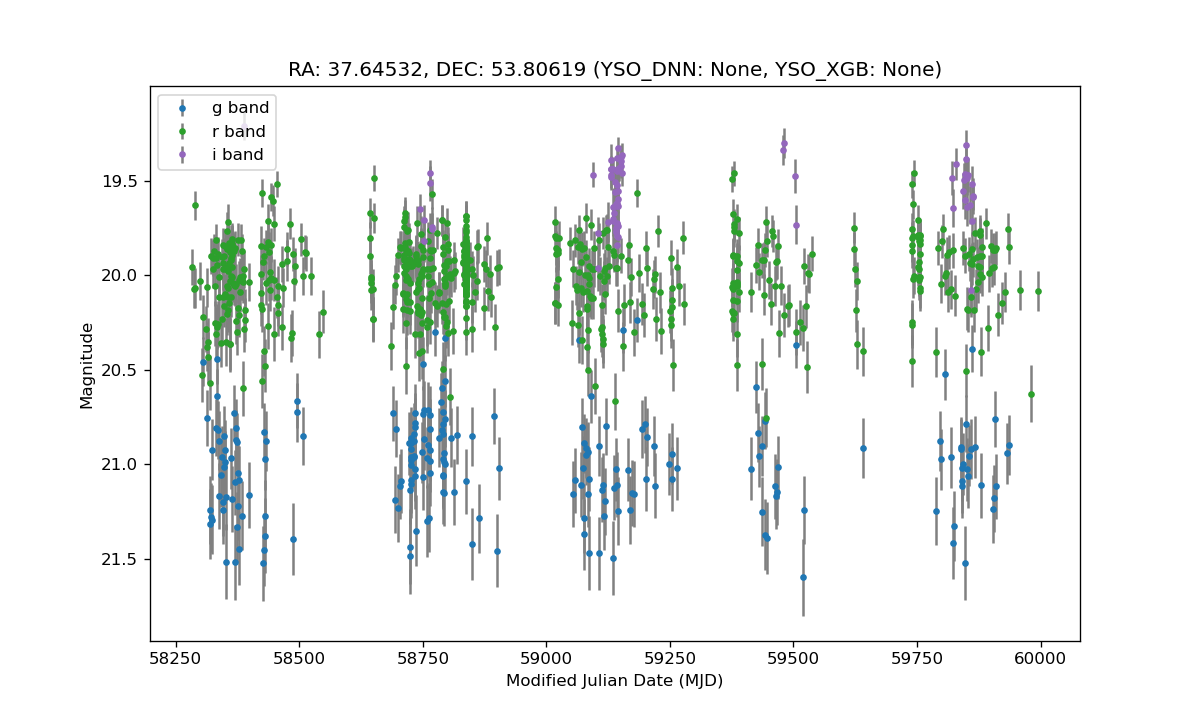 RA: 37.64532, DEC: 53.80619 (YSO_DNN: None, YSO_XGB: None)
g band
r band
i band
19.5
20.0
20.5
21.0
21.5
Magnitude
58250 58500 58750 59000 59250 59500 59750 60000
Modified Julian Date (MJD)